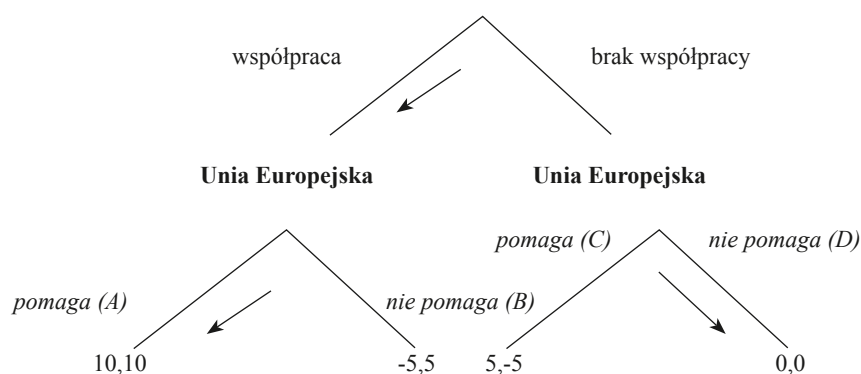 współpraca brak współpracy
Unia Europejska Unia Europejska
pomaga (C) nie pomaga (D)
pomaga (A) nie pomaga (B)
10,10 -5,5 5,-5 0,0